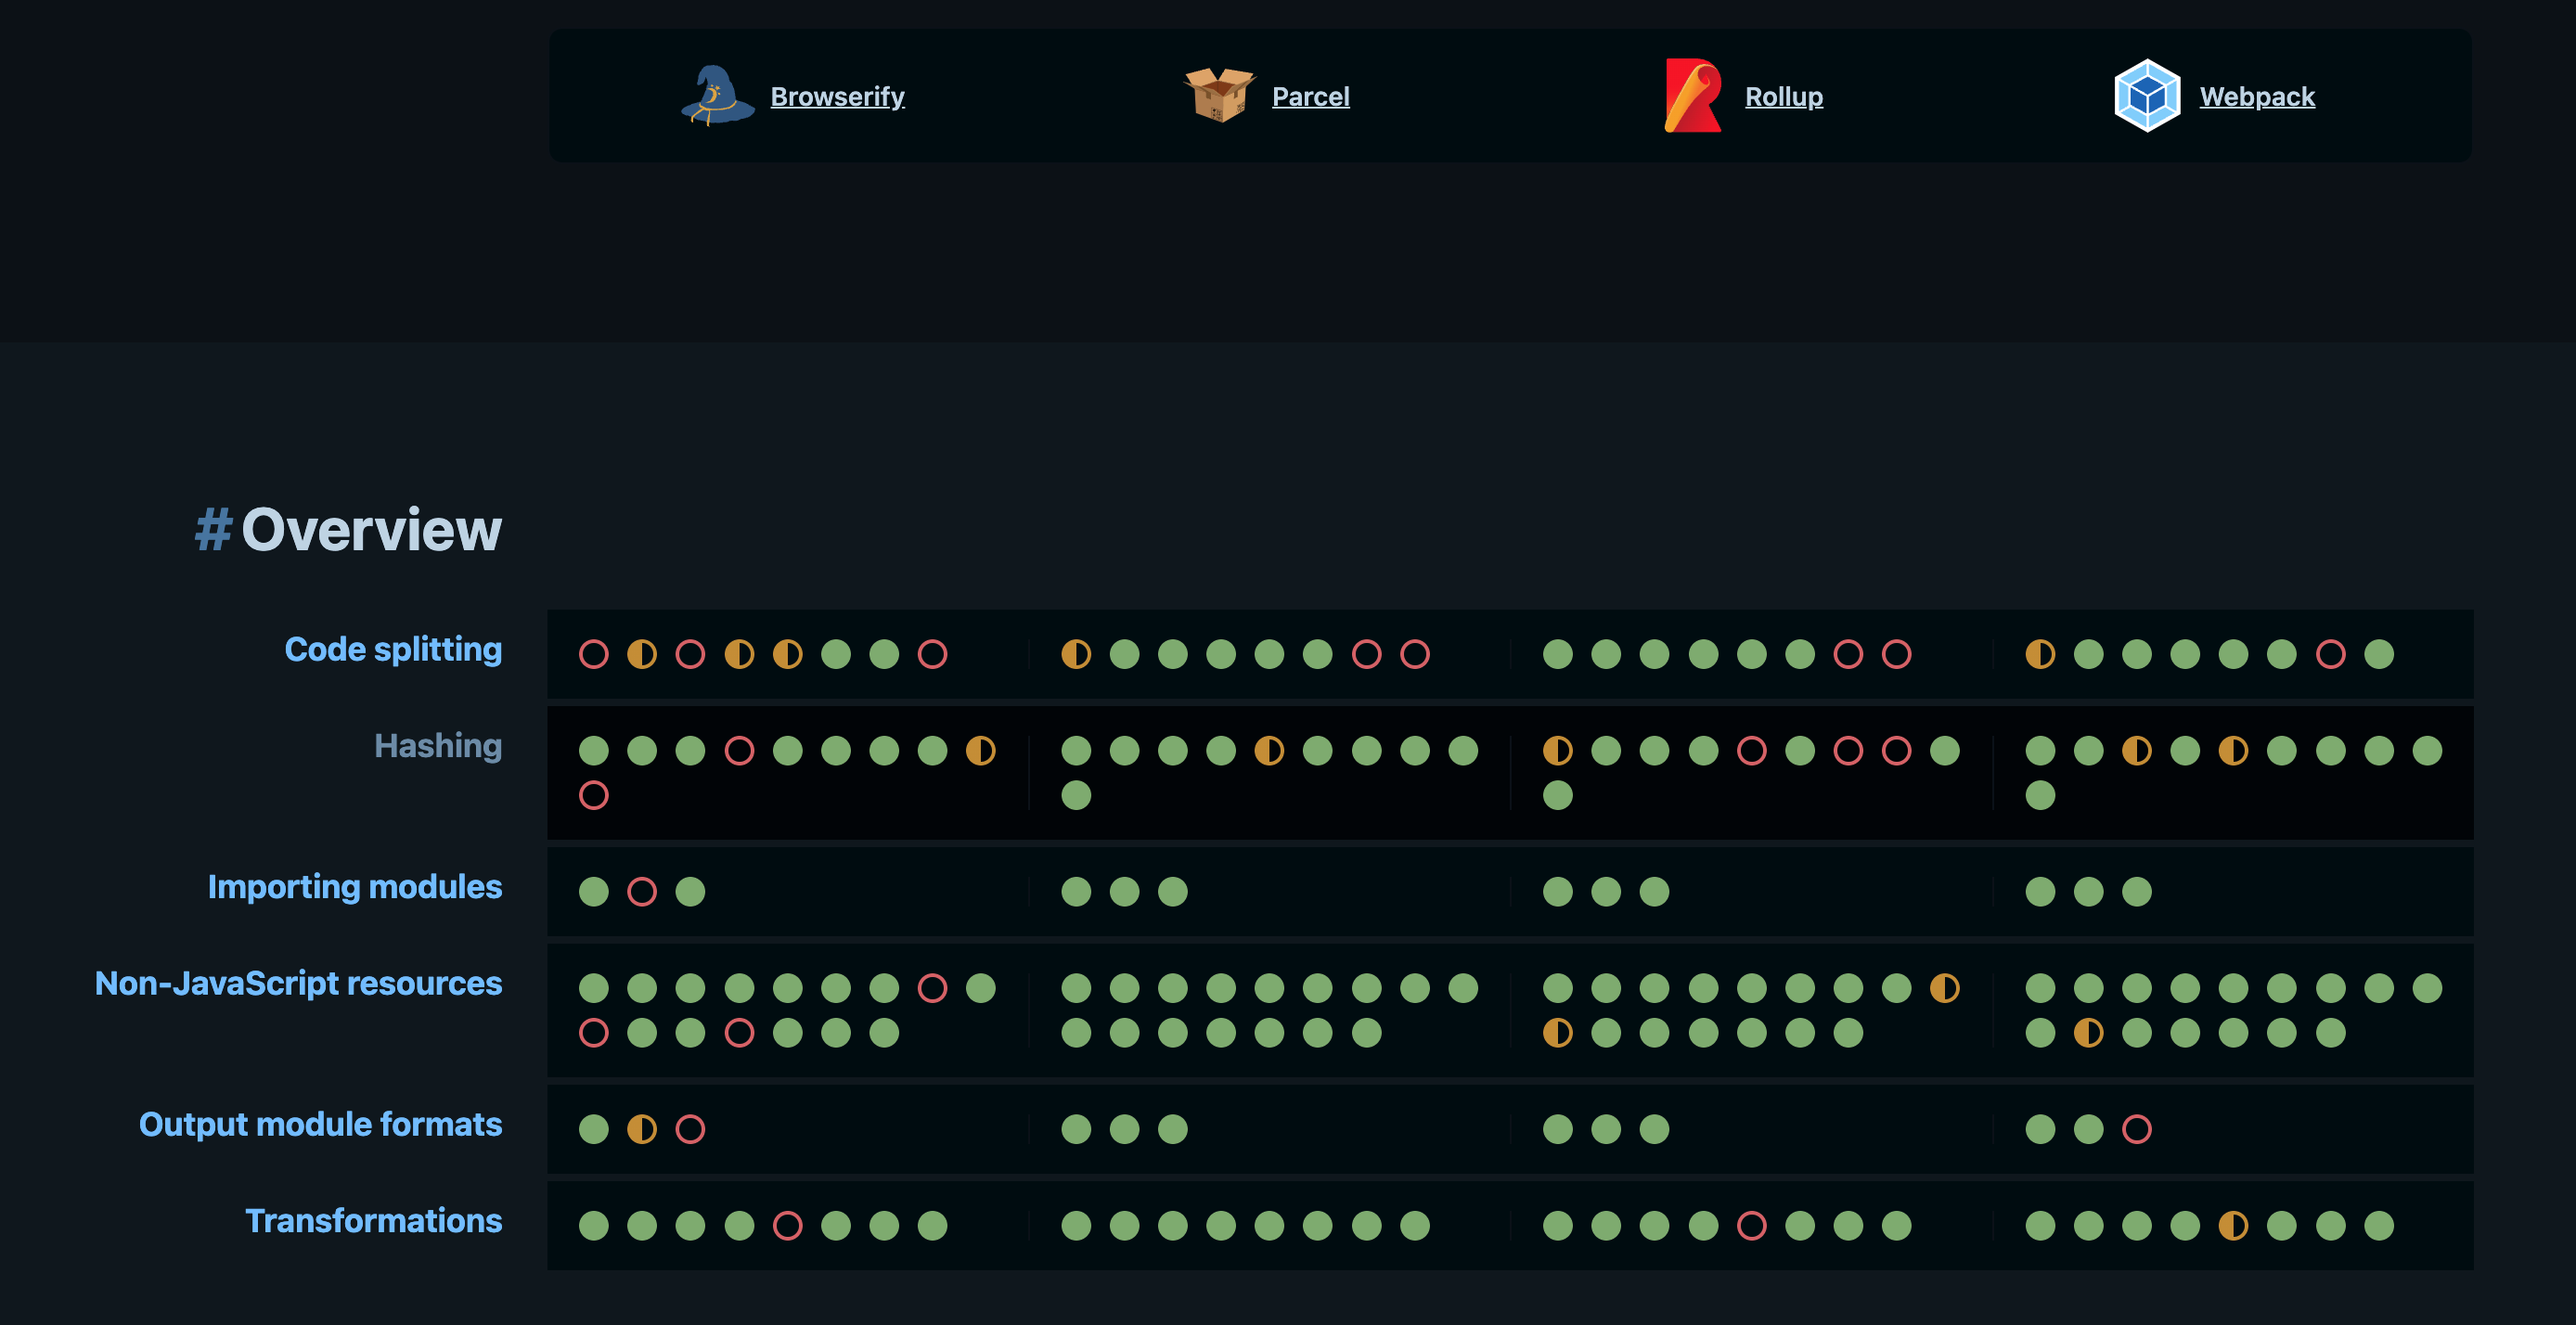 Browserify
Parcel
Rollup
Webpack
#Overview
Code splitting
Hashing
Importing modules
Non-JavaScript resources
Output module formats
Transformations